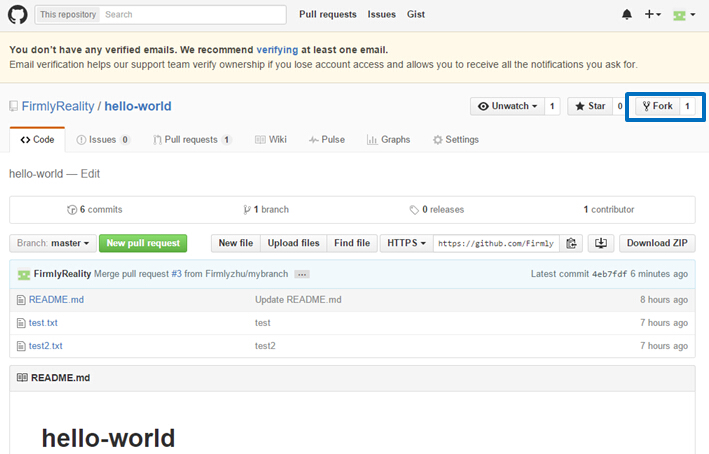 This repository Search Pull requests Issues Gist
You don't have any verified emails. We recommend verifying at least one email.
Email verification helps our support team verify ownership if you lose account access and allows you to receive all the notifications you ask for.
FirmlyReality / hello-world Unwatch 1 Star 0 Fork 1
Code Issues 0 Pull requests 1 Wiki Pulse Graphs Settings
hello-world — Edit
6 commits 1 branch 0 releases 1 contributor
Branch: master New pull request New file Upload files Find file HTTPS https://github.com/Firmly Download ZIP
FirmlyReality Merge pull request #3 from Firmlyzhu/mybranch ... Latest commit 4eb7fdf 6 minutes ago
README.md Update README.md 8 hours ago
test.txt test 7 hours ago
test2.txt test2 7 hours ago
README.md
hello-world